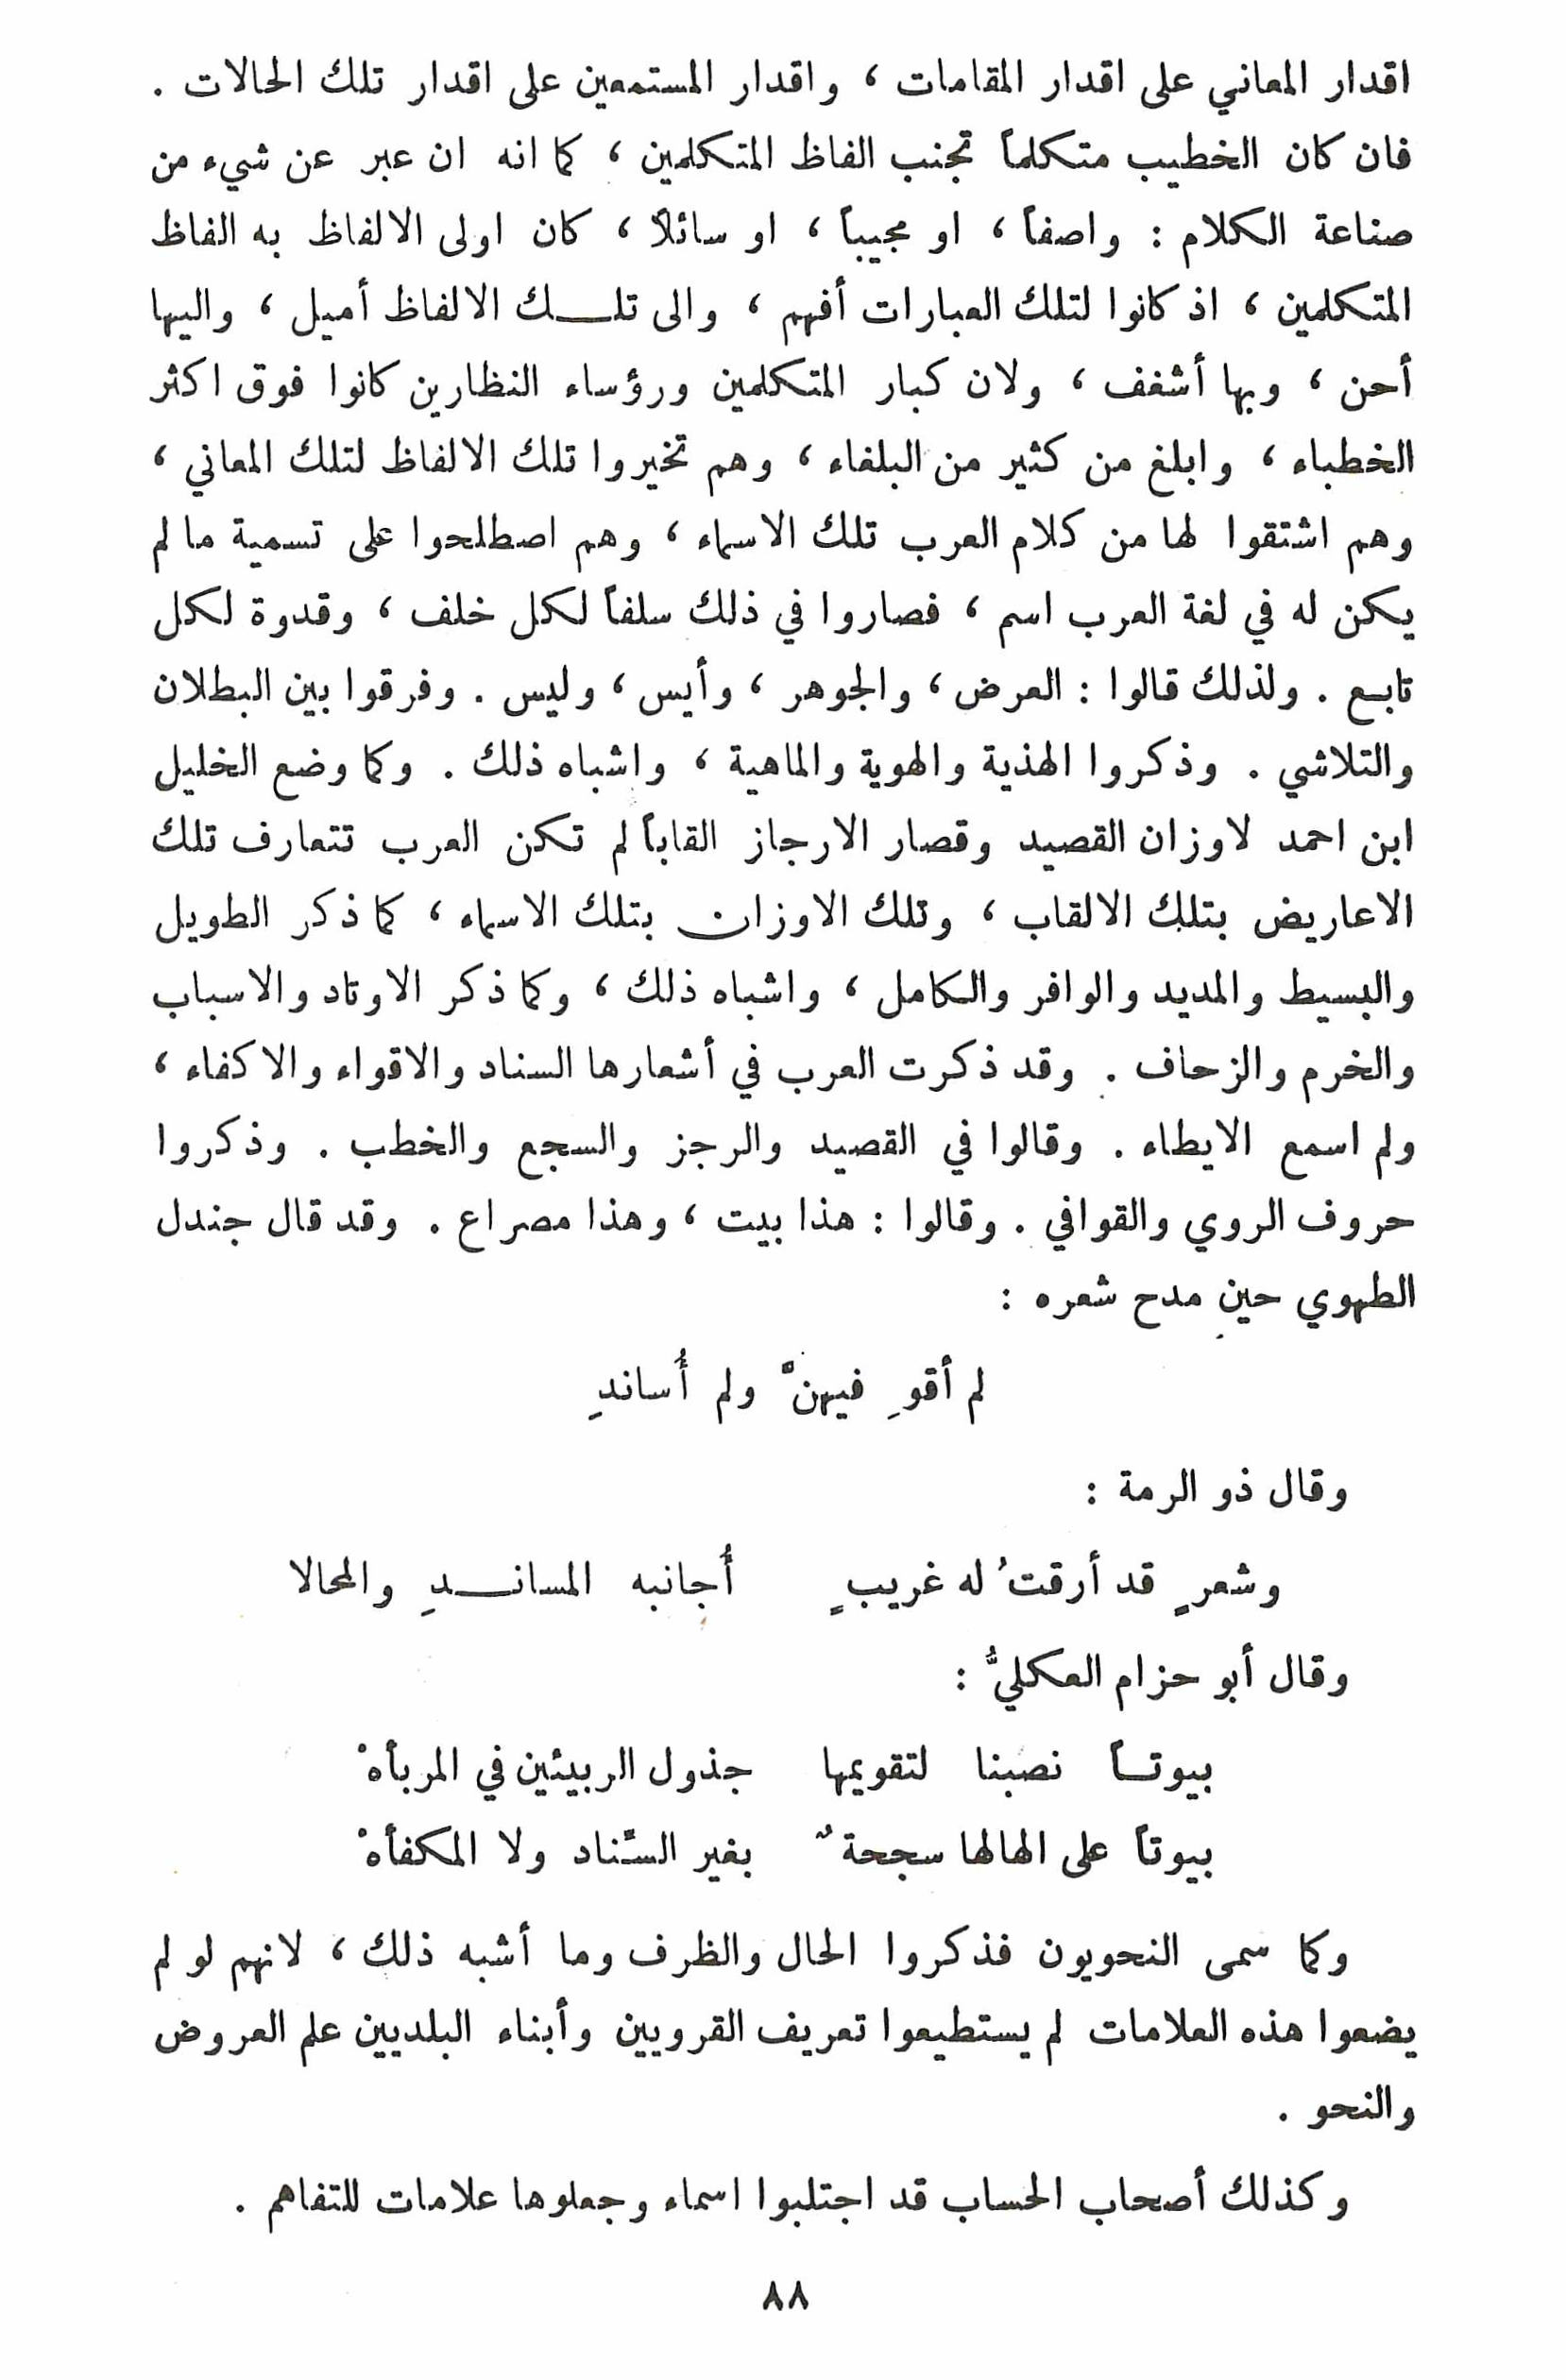 اقدار المعاني على اقدار المقامات ، واقدار المستمعين على اقدار تلك الحالات .
فان كان الخطيب متكلماً تجنب الفاظ المتكلمين ، كما انه ان عبر عن شيء من
صناعة الكلام : واصفاً ، او مجيباً ، او سائلاً ، كان اولى الالفاظ به الفاظ
المتكلمين ، اذ كانوا لتلك العبارات أفهم ، والى تلـــك الالفاظ أميل ، واليها
أحن ، وبها أشغف ، ولان كبار المتكلمين ورؤساء النظارين كانوا فوق اكثر
الخطباء ، وابلغ من كثير من البلغاء ، وهم تخيروا تلك الالفاظ لتلك المعاني ،
وهم اشتقوا لها من كلام العرب تلك الاسماء ، وهم اصطلحوا على تسمية ما لم
يكن له في لغة العرب اسم ، فصاروا في ذلك سلفاً لكل خلف ، وقدوة لكل
تابع . ولذلك قالوا : العرض ، والجوهر ، وأيس ، وليس . وفرقوا بين البطلان
والتلاشي . وذكروا الهذية والهوية والماهية ، واشباه ذلك . وكما وضع الخليل
ابن احمد لاوزان القصيد وقصار الارجاز القاباً لم تكن العرب تتعارف تلك
الاعاريض بتلك الالقاب ، وتلك الاوزان بتلك الاسماء ، كما ذكر الطويل
والبسيط والمديد والوافر والكامل ، واشباه ذلك ، وكما ذكر الاوتاد والاسباب
والخرم والزحاف . وقد ذكرت العرب في أشعارها السناد والاقواء والاكفاء ،
ولم اسمع الايطاء . وقالوا في القصيد والرجز والسجع والخطب . وذكروا
حروف الروي والقوافي . وقالوا : هذا بيت ، وهذا مصراع . وقد قال جندل
الطهوي حين مدح شعره :
لم أقوِ فيهنّ ولم أُساندِ
وقال ذو الرمة :
وشعرٍ قد أرقتُ له غريبٍ أُجانبه المسانـــدِ والمحالا
وقال أبو حزام العكليُّ :
بيوتـــاً نصبنا لتقويمها جذول الربيئين في المربأهْ
بيوتاً على الهالها سجحةٌ بغير السِّناد ولا المكفأهْ
وكما سمى النحويون فذكروا الحال والظرف وما أشبه ذلك ، لانهم لو لم
يضعوا هذه العلامات لم يستطيعوا تعريف القرويين وأبناء البلديين علم العروض
والنحو .
وكذلك أصحاب الحساب قد اجتلبوا اسماء وجعلوها علامات للتفاهم .
٨٨